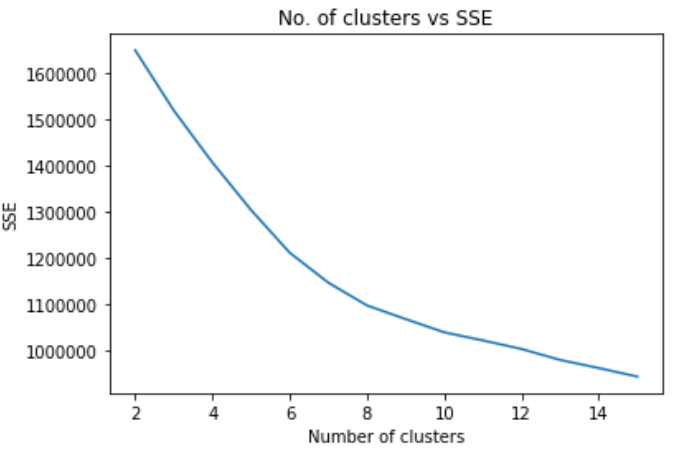 No. of clusters vs SSE
1600000
1500000
1400000
1300000
1200000
1100000
1000000
SSE
2 4 6 8 10 12 14
Number of clusters